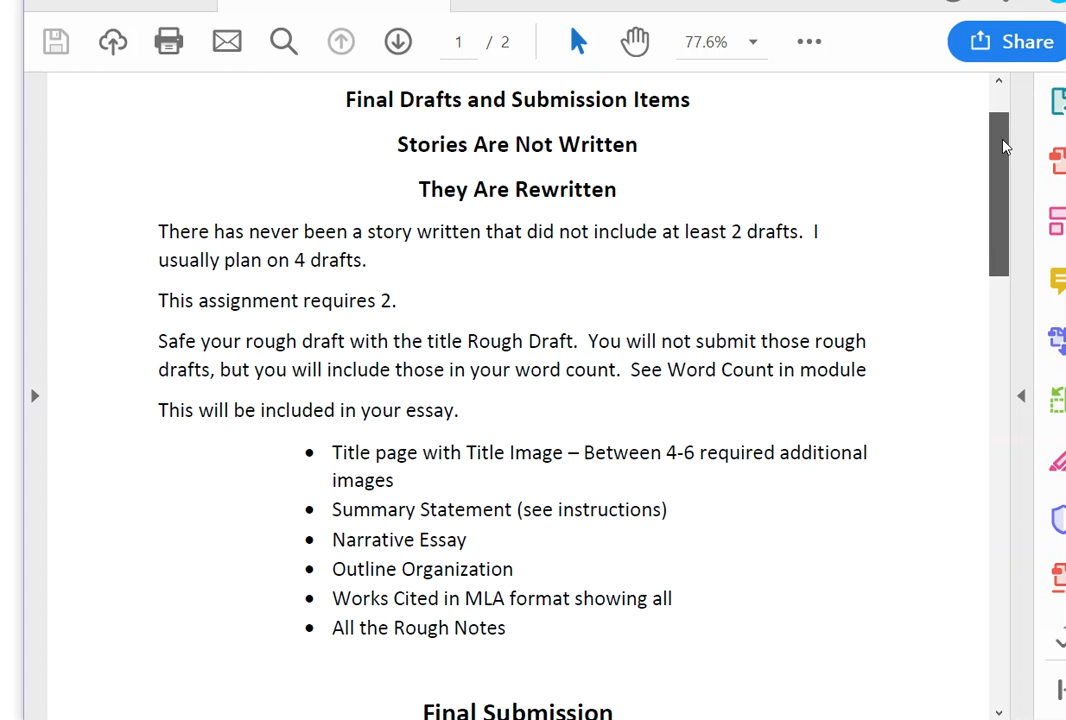 1 / 2
77.6%
Share
Final Drafts and Submission Items
Stories Are Not Written
They Are Rewritten
There has never been a story written that did not include at least 2 drafts.  I
usually plan on 4 drafts.
This assignment requires 2.
Safe your rough draft with the title Rough Draft.  You will not submit those rough
drafts, but you will include those in your word count.  See Word Count in module
This will be included in your essay.
• Title page with Title Image – Between 4-6 required additional
images
• Summary Statement (see instructions)
• Narrative Essay
• Outline Organization
• Works Cited in MLA format showing all
• All the Rough Notes
Final Submission